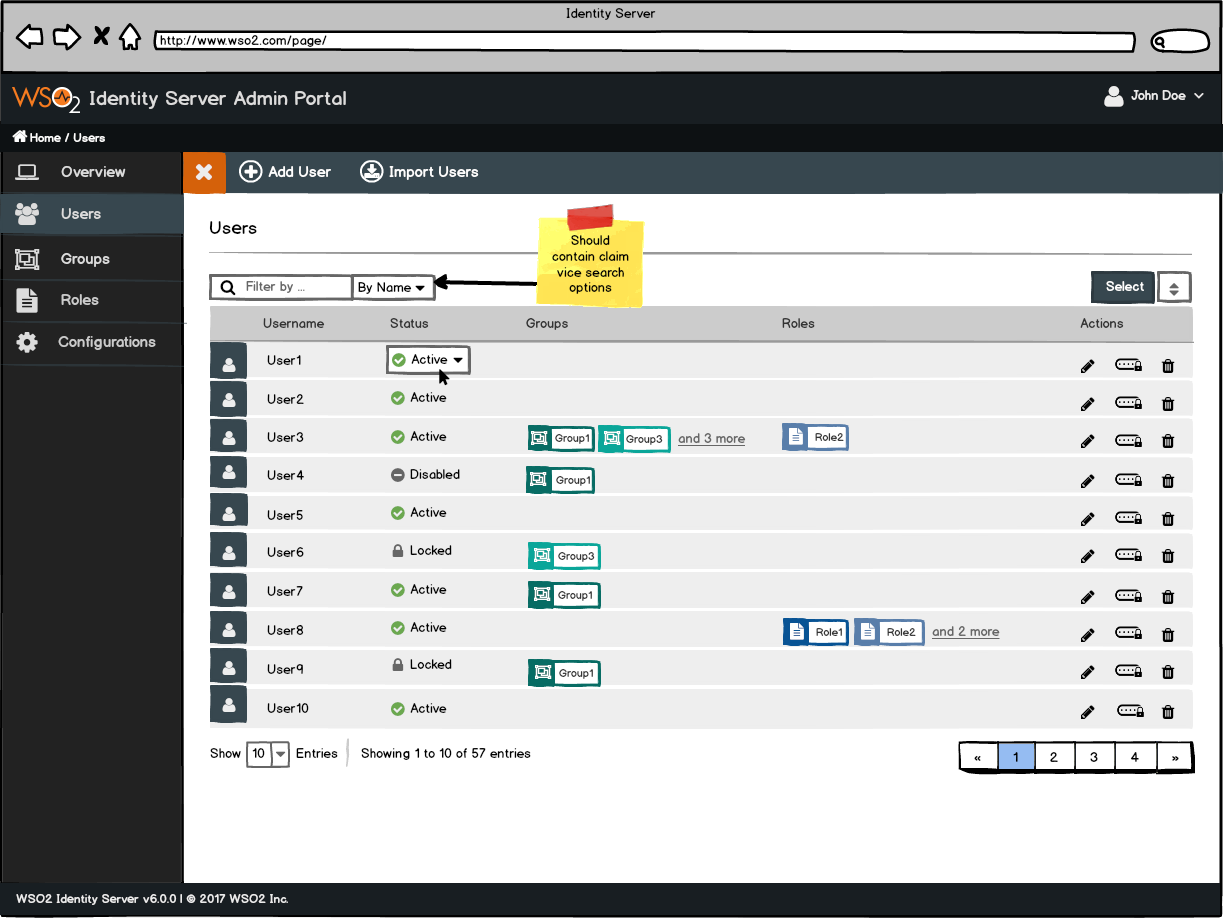 Identity Server
http://www.wso2.com/page/
WSO2 Identity Server Admin Portal
John Doe
Home / Users
Overview
Add User
Import Users
Users
Groups
Roles
Configurations
Users
Should
contain claim
vice search
options
Filter by ...
By Name
Select
Username Status Groups Roles Actions
User1 Active
User2 Active
User3 Active Group1 Group3 and 3 more Role2
User4 Disabled Group1
User5 Active
User6 Locked Group3
User7 Active Group1
User8 Active Role1 Role2 and 2 more
User9 Locked Group1
User10 Active
Show 10 Entries Showing 1 to 10 of 57 entries
« 1 2 3 4 »
WSO2 Identity Server v6.0.0 | © 2017 WSO2 Inc.